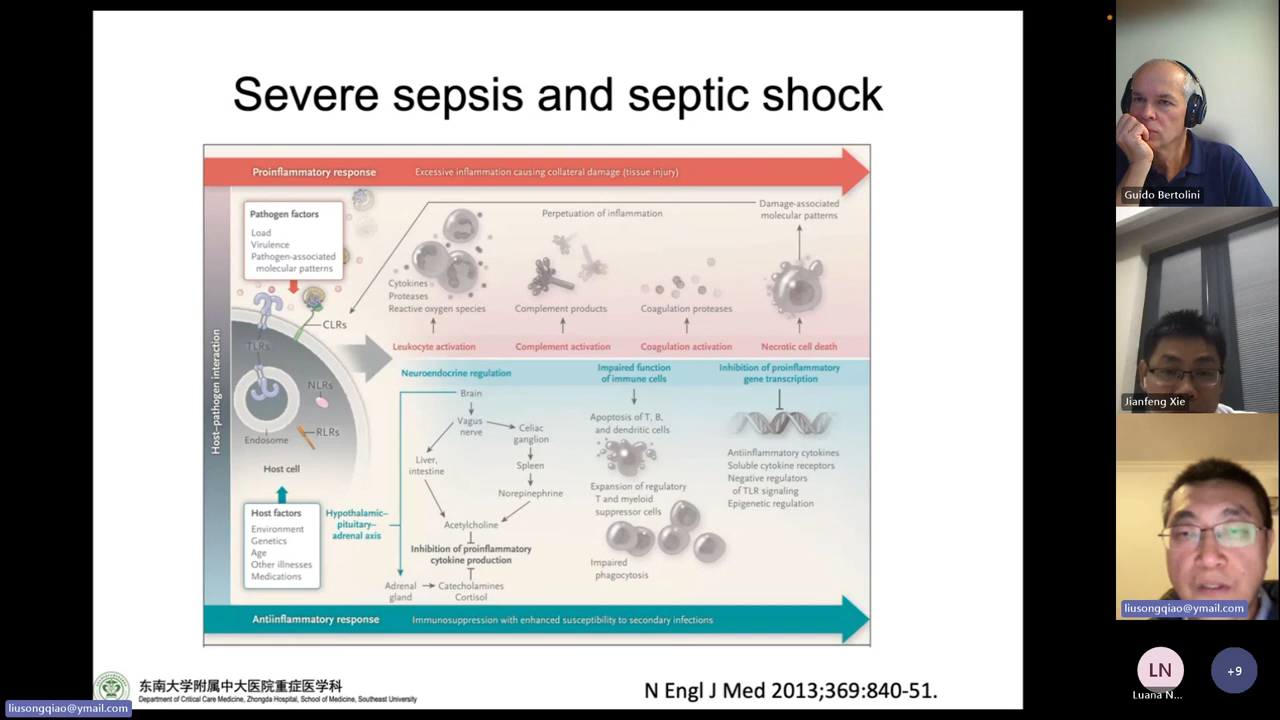 Severe sepsis and septic shock
Proinflammatory response
Excessive inflammation causing collateral damage (tissue injury)
Host–pathogen interaction
Pathogen factors
Load
Virulence
Pathogen-associated
molecular patterns
CLRs
TLRs
NLRs
RLRs
Endosome
Host cell
Host factors
Environment
Genetics
Age
Other illnesses
Medications
Perpetuation of inflammation
Damage-associated
molecular patterns
Cytokines
Proteases
Reactive oxygen species
Complement products
Coagulation proteases
Leukocyte activation
Complement activation
Coagulation activation
Necrotic cell death
Neuroendocrine regulation
Brain
Vagus
nerve
Celiac
ganglion
Liver,
intestine
Spleen
Norepinephrine
Hypothalamic–
pituitary–
adrenal axis
Acetylcholine
Inhibition of proinflammatory
cytokine production
Adrenal
gland
Catecholamines
Cortisol
Impaired function
of immune cells
Apoptosis of T, B,
and dendritic cells
Expansion of regulatory
T and myeloid
suppressor cells
Impaired
phagocytosis
Inhibition of proinflammatory
gene transcription
Antiinflammatory cytokines
Soluble cytokine receptors
Negative regulators
of TLR signaling
Epigenetic regulation
Antiinflammatory response
Immunosuppression with enhanced susceptibility to secondary infections
东南大学附属中大医院重症医学科
Department of Critical Care Medicine, Zhongda Hospital, School of Medicine, Southeast University
N Engl J Med 2013;369:840-51.
liusongqiao@ymail.com
Guido Bertolini
Jianfeng Xie
liusongqiao@ymail.com
LN
Luana N...
+9